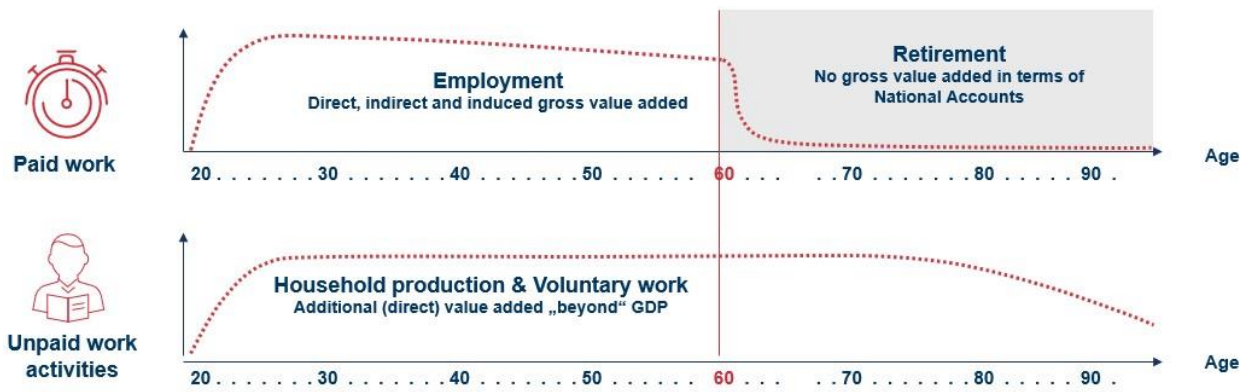 Paid work
Employment
Direct, indirect and induced gross value added
Retirement
No gross value added in terms of
National Accounts
20 . . . . . . . 30 . . . . . . . . 40 . . . . . . . . 50 . . . . . . . . 60 . . . . . . 70 . . . . . . . . 80 . . . . . . 90 .
Age
Unpaid work
activities
Household production & Voluntary work
Additional (direct) value added „beyond“ GDP
20 . . . . . . . 30 . . . . . . . . 40 . . . . . . . . 50 . . . . . . . . 60 . . . . . . 70 . . . . . . . . 80 . . . . . . 90 .
Age